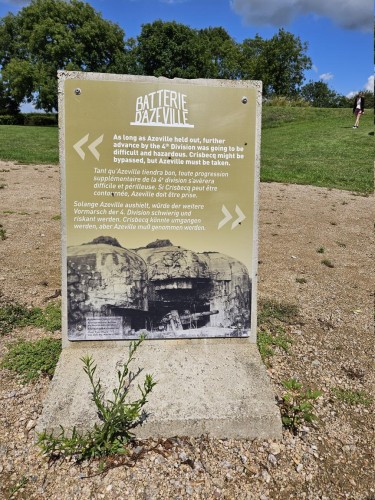 BATTERIE
D'AZEVILLE
As long as Azeville held out, further
advance by the 4th Division was going to be
difficult and hazardous. Crisbecq might be
bypassed, but Azeville must be taken.
Tant qu'Azeville tiendra bon, toute progression
supplémentaire de la 4e division s'avérera
difficile et périlleuse. Si Crisbecq peut être
contournée, Azeville doit être prise.
Solange Azeville aushielt, würde der weitere
Vormarsch der 4. Division schwierig und
riskant werden. Crisbecq könnte umgangen
werden, aber Azeville muß genommen werden.